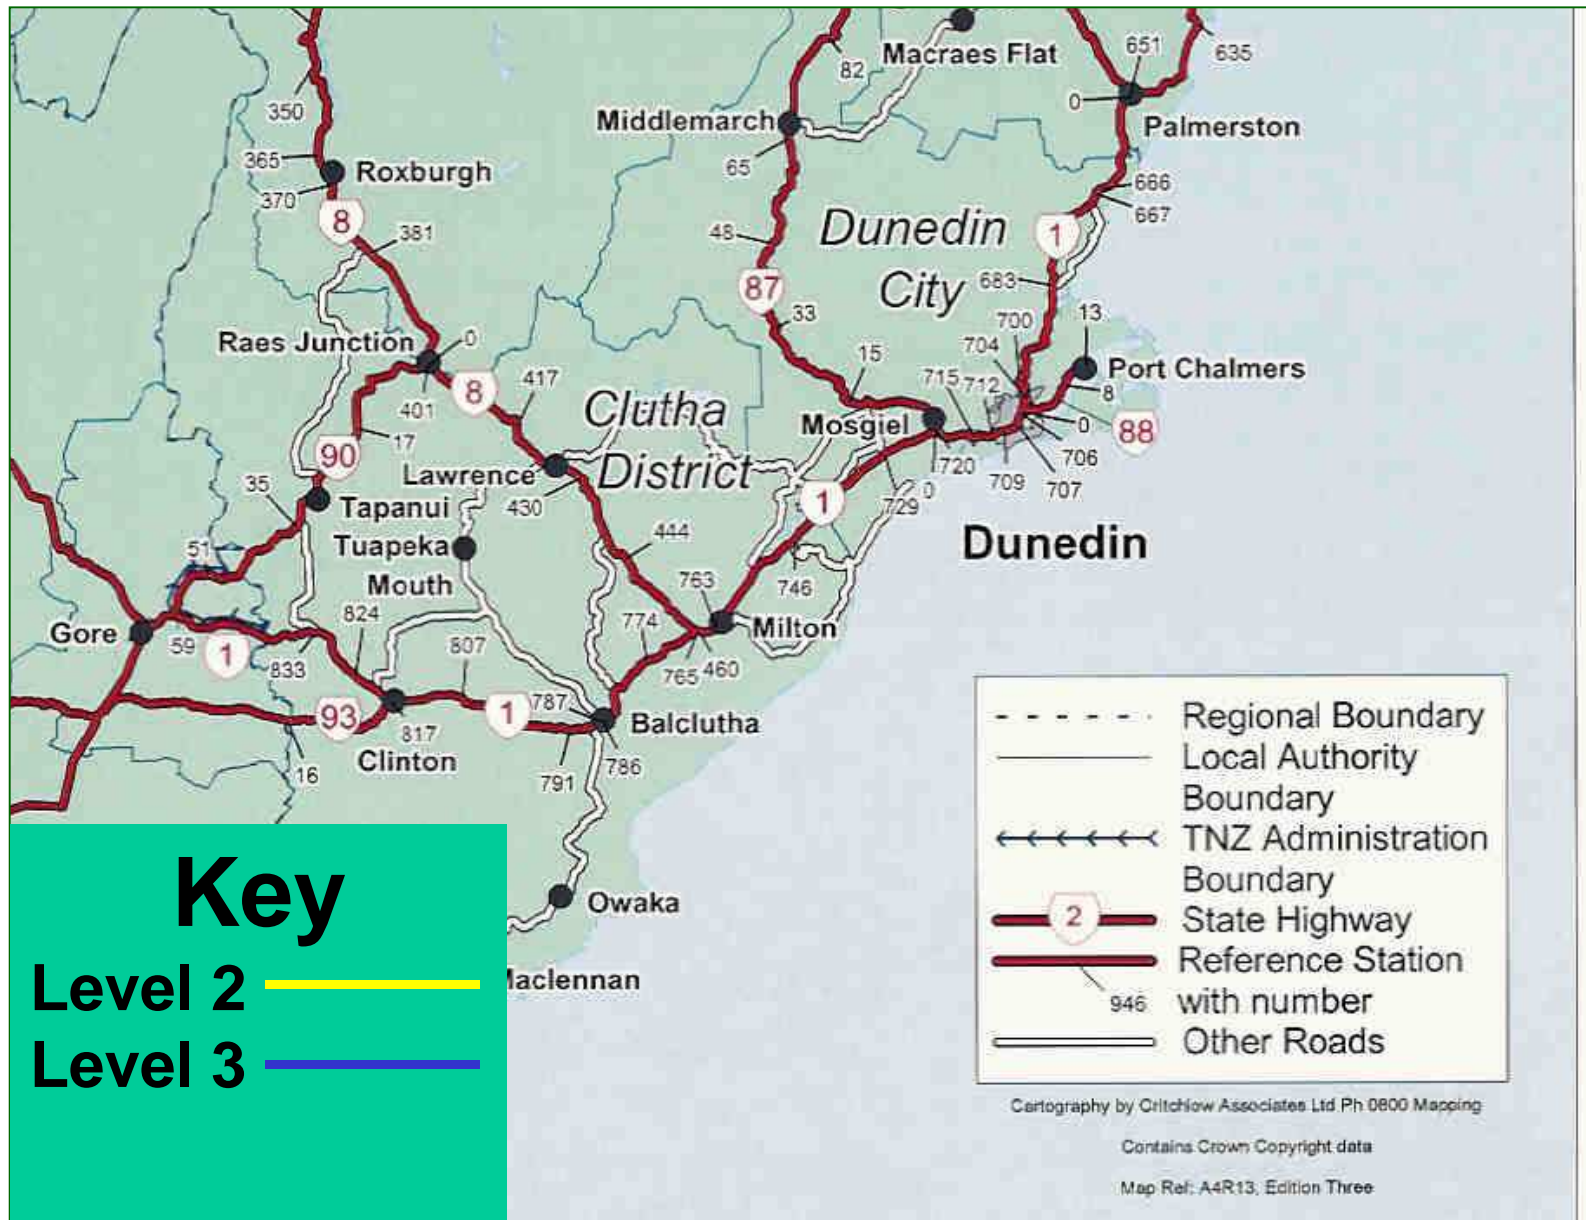 635
651
Macraes Flat
82
350
0
Middlemarch
Palmerston
365
65
Roxburgh
666
370
667
8
381
48
Dunedin
1
City
87
683
13
33
700
Raes Junction
0
704
15
Port Chalmers
8
417
715
712
8
401
Clutha
Mosgiel
0
88
17
90
706
Lawrence
District
720
709
707
35
430
1
729
0
Tapanui
444
Dunedin
51
Tuapeka
Mouth
763
746
824
774
Milton
Gore
59
1
833
807
765
460
787
93
1
Balclutha
817
Clinton
786
16
791
Owaka
Maclennan
Key
Level 2
Level 3
Regional Boundary
Local Authority
Boundary
TNZ Administration
Boundary
2
State Highway
Reference Station
946
with number
Other Roads
Cartography by Critchlow Associates Ltd Ph 0800 Mapping
Contains Crown Copyright data
Map Ref: A4R13, Edition Three